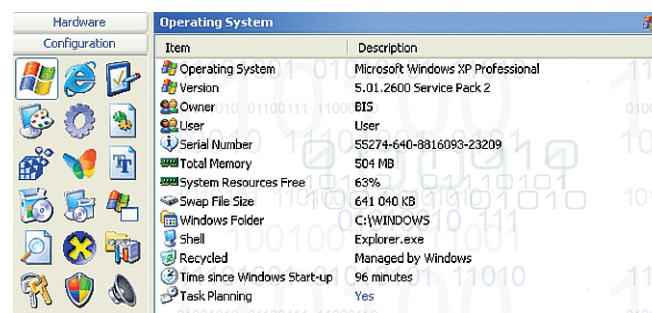 Hardware
Configuration
Operating System
Item Description
Operating System Microsoft Windows XP Professional
Version 5.01.2600 Service Pack 2
Owner BIS
User User
Serial Number 55274-640-8816093-23209
Total Memory 504 MB
System Resources Free 63%
Swap File Size 641 040 KB
Windows Folder C:\WINDOWS
Shell Explorer.exe
Recycled Managed by Windows
Time since Windows Start-up 96 minutes
Task Planning Yes